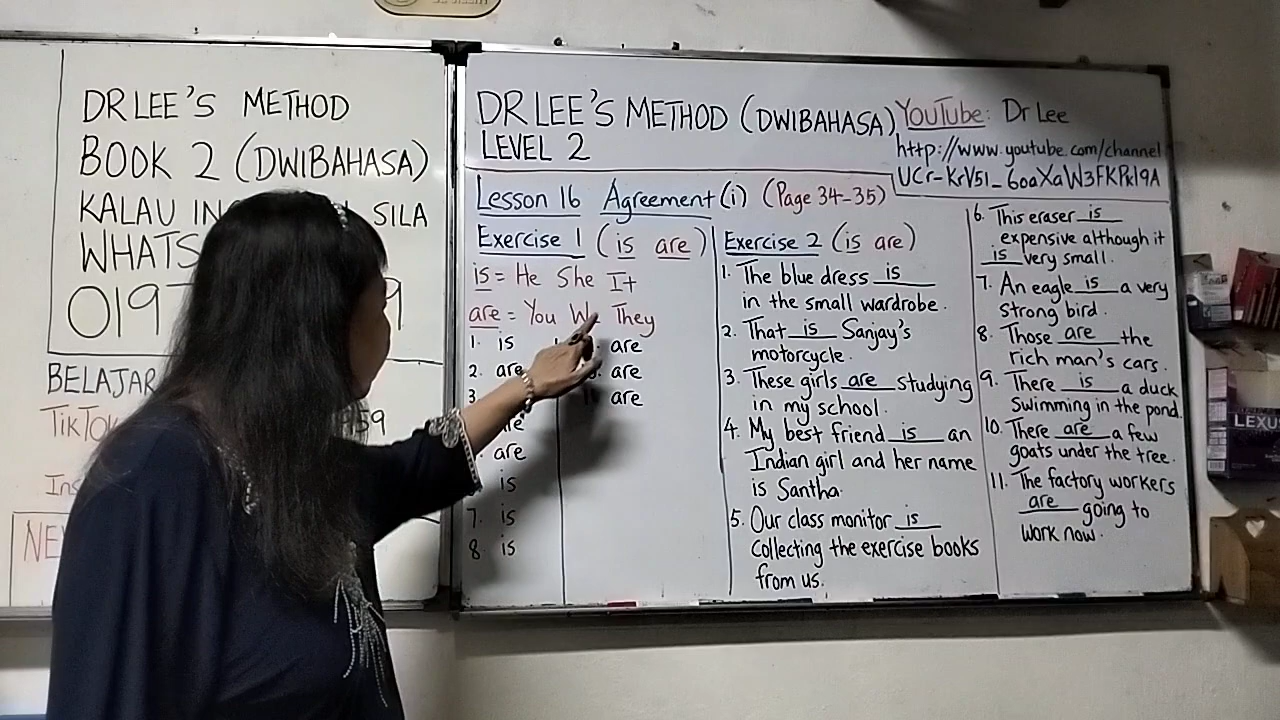 DR LEE'S METHOD
BOOK 2 (DWIBAHASA)
KALAU SILA
WHATS
019
BELAJAR
TikTok 959
NEW
DR LEE'S METHOD (DWIBAHASA)
LEVEL 2
YouTube: Dr Lee
http://www.youtube.com/channel
UCr-KrV51_6oaXaW3FKPkl9A
Lesson 16 Agreement (i) (Page 34-35)
Exercise 1 (is are)
is = He She It
are = You We They
1. is
2. are
3.
are
are
is
7. is
8 is
are
are
are
Exercise 2 (is are)
1. The blue dress is
in the small wardrobe.
2. That is Sanjay's
motorcycle.
3. These girls are studying
in my school.
4. My best friend is an
Indian girl and her name
is Santha.
5. Our class monitor is
collecting the exercise books
from us.
6. This eraser is
expensive although it
is very small.
7. An eagle is a very
strong bird.
8. Those are the
rich man's cars.
9. There is a duck
swimming in the pond.
10. There are a few
goats under the tree.
11. The factory workers
are going to
work now.
LEXUS